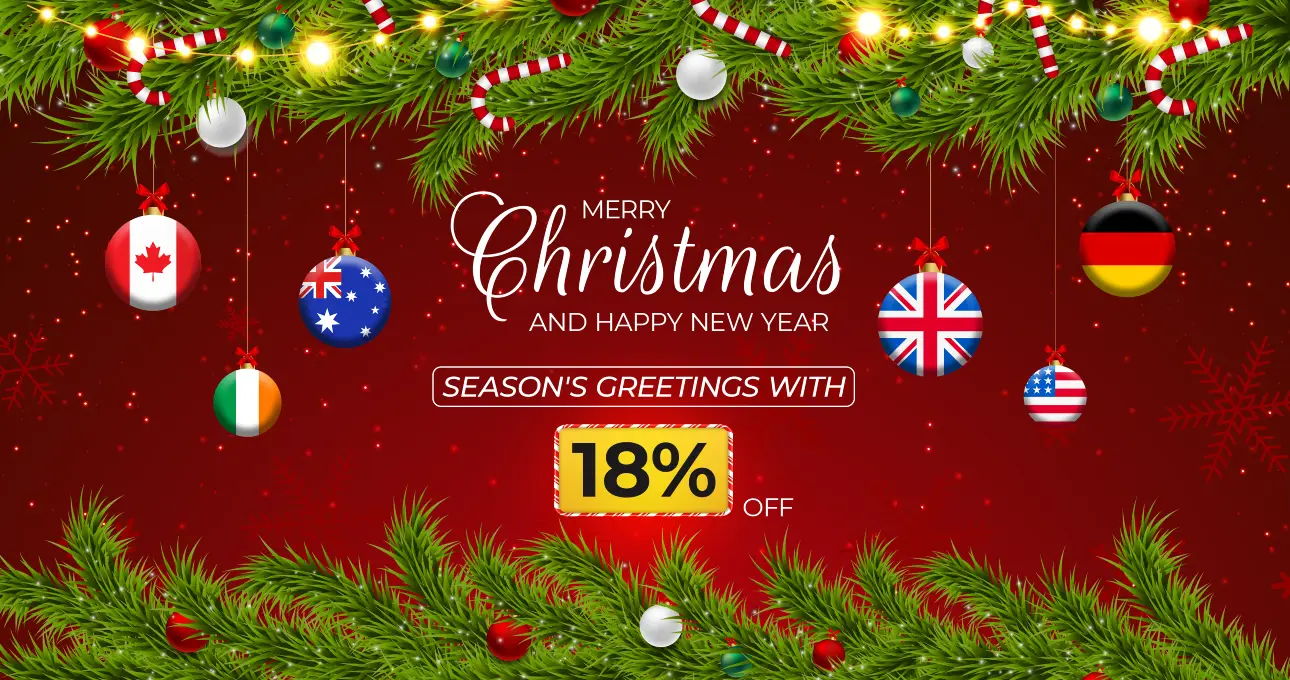 MERRY
Christmas
AND HAPPY NEW YEAR
SEASON'S GREETINGS WITH
18%
OFF